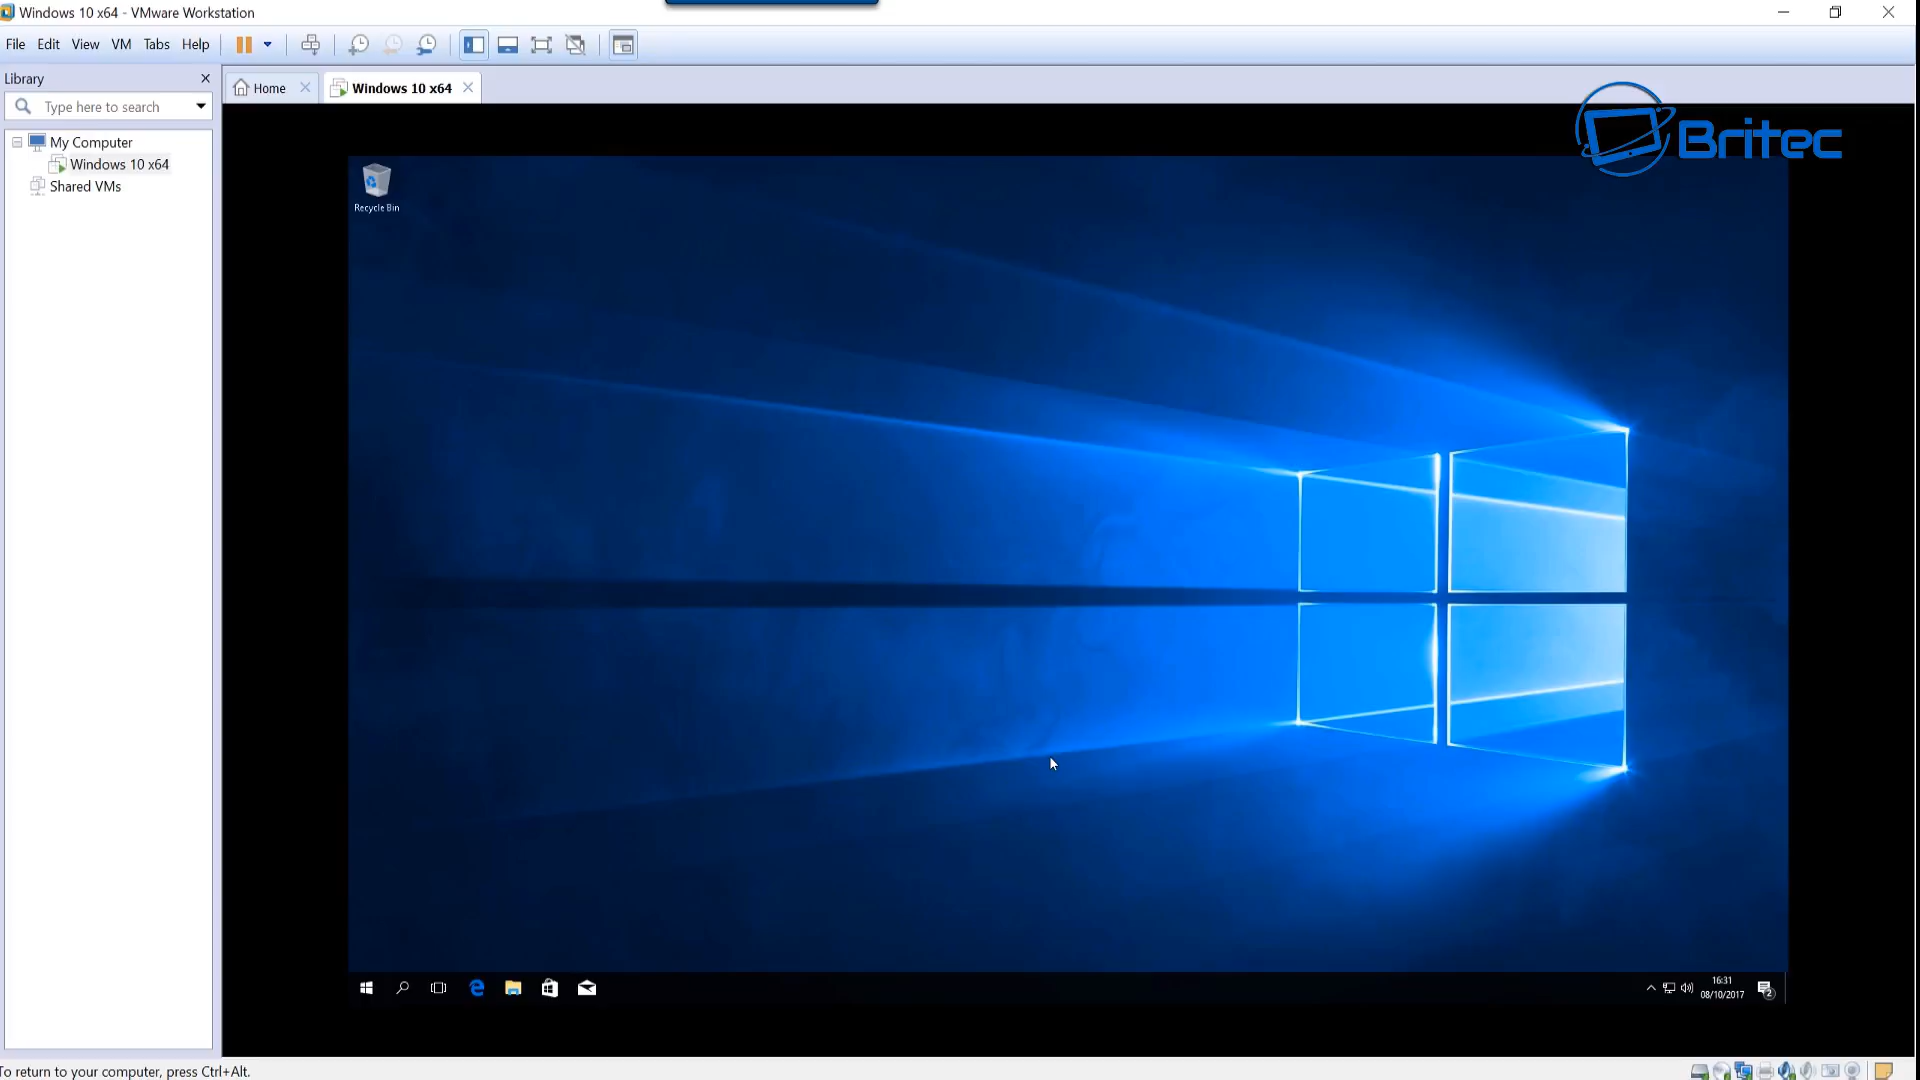 Windows 10 x64 - VMware Workstation
File Edit View VM Tabs Help
Library
Home
Windows 10 x64
Type here to search
My Computer
Windows 10 x64
Shared VMs
Britec
Recycle Bin
16:31
08/10/2017
2
To return to your computer, press Ctrl+Alt.